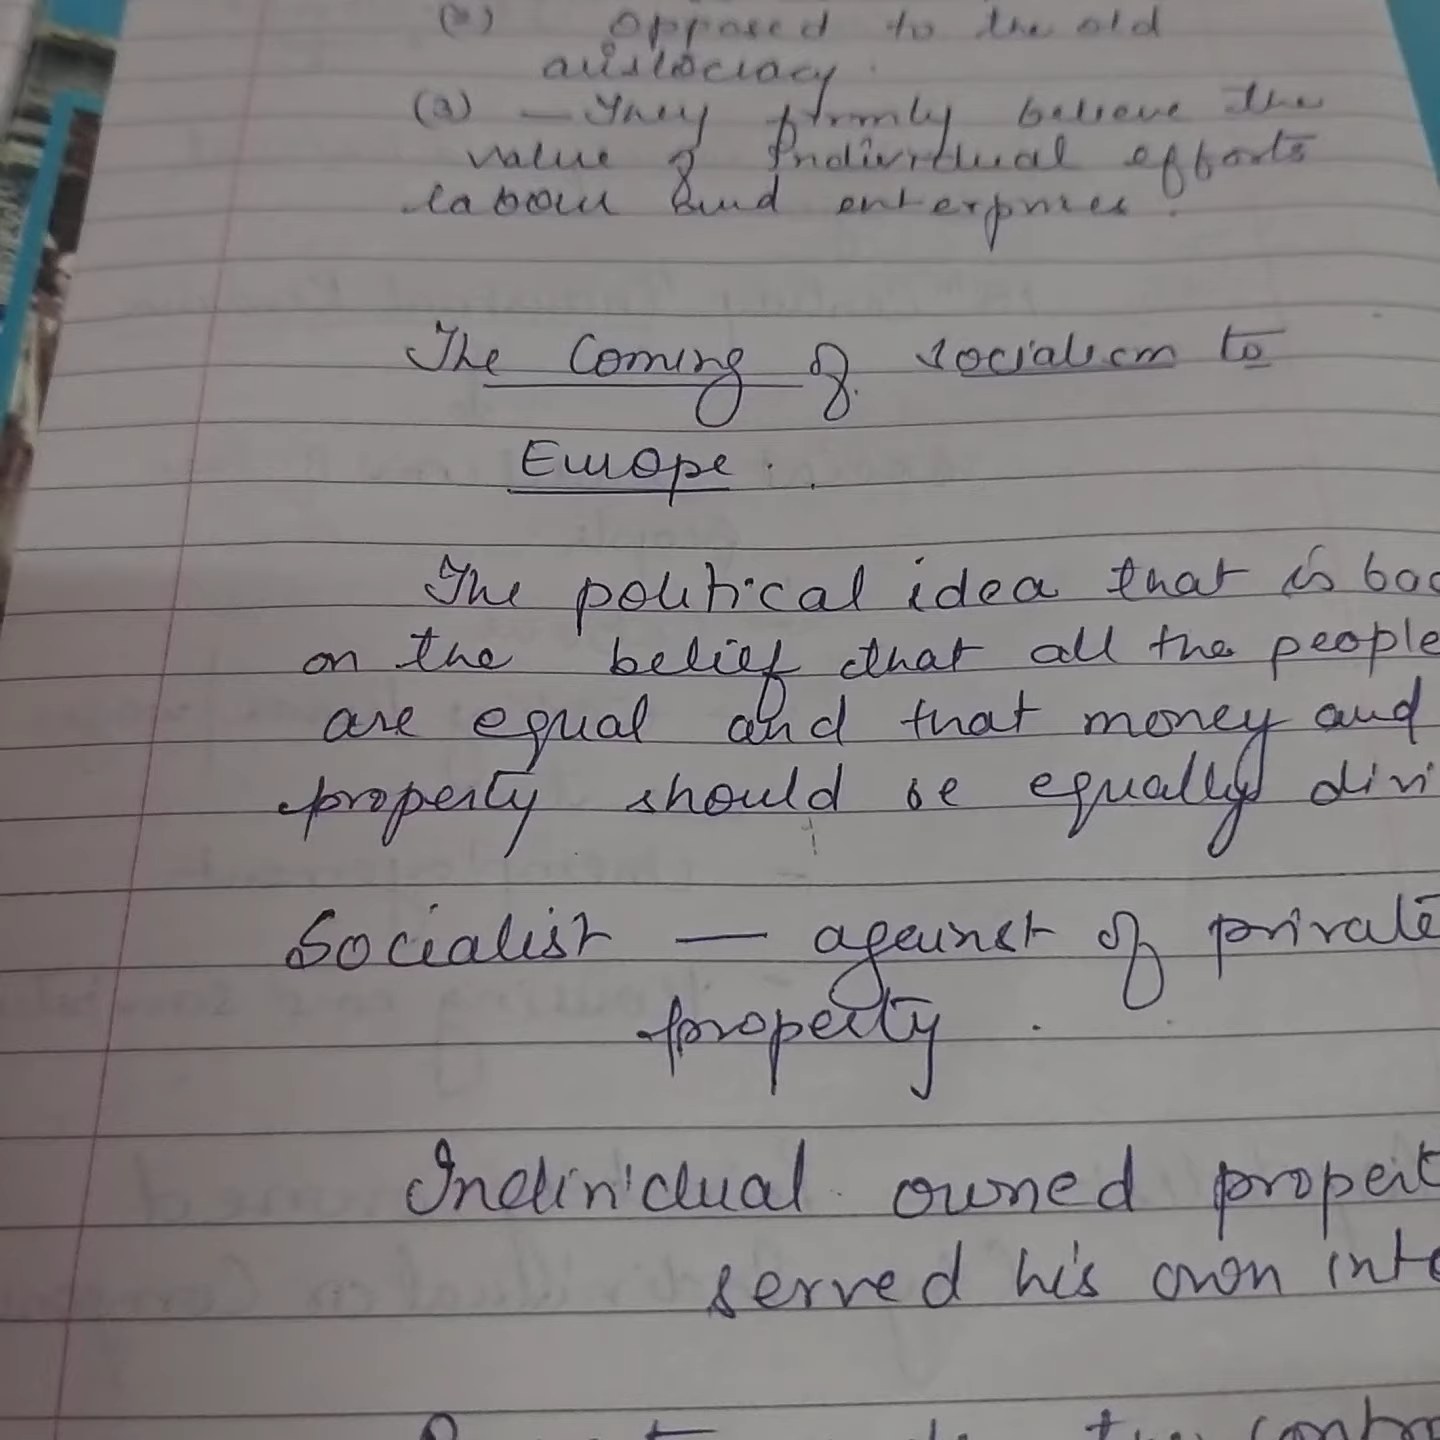 opposed to the old
aristocracy.
(3) — They firmly believe the
value of individual efforts
labour and enterprises.
The Coming of socialism to
Europe.
The political idea that is
on the belief that all the people
are equal and that money and
property should be equally
Socialist — against of private
property.
Individual owned
served his own
the